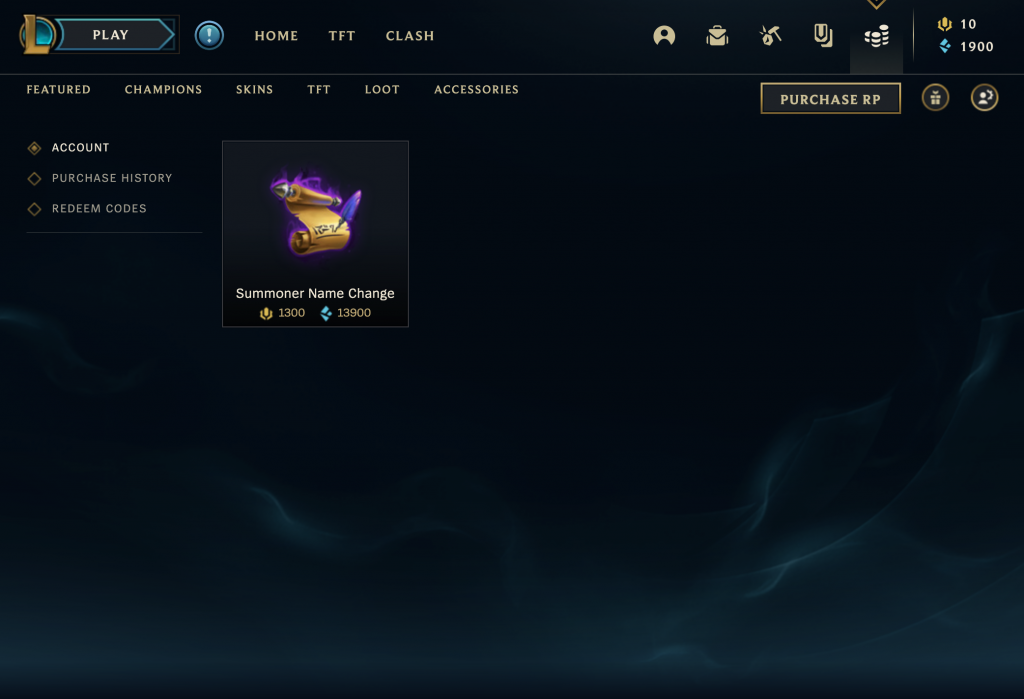 PLAY
HOME
TFT
CLASH
10
1900
FEATURED
CHAMPIONS
SKINS
TFT
LOOT
ACCESSORIES
PURCHASE RP
ACCOUNT
PURCHASE HISTORY
REDEEM CODES
Summoner Name Change
1300
13900